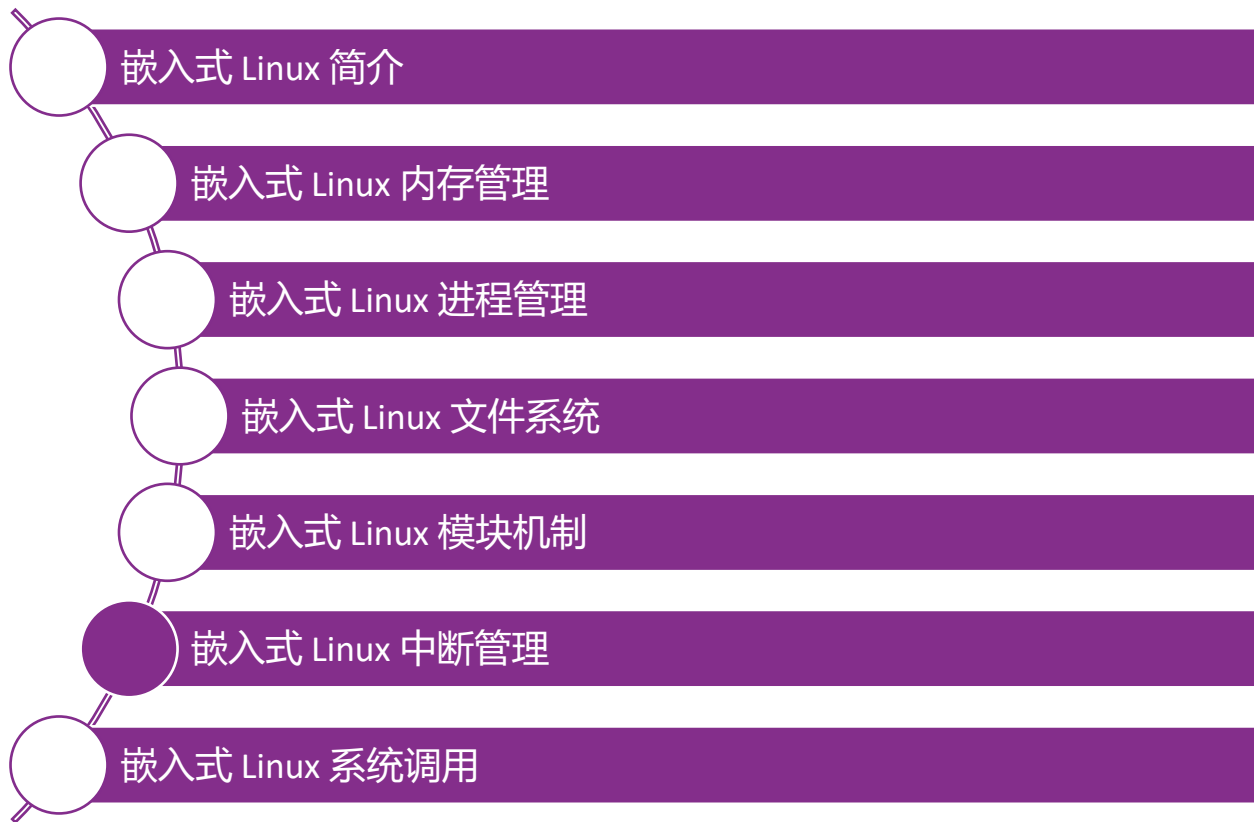 嵌入式 Linux 简介
嵌入式 Linux 内存管理
嵌入式 Linux 进程管理
嵌入式 Linux 文件系统
嵌入式 Linux 模块机制
嵌入式 Linux 中断管理
嵌入式 Linux 系统调用